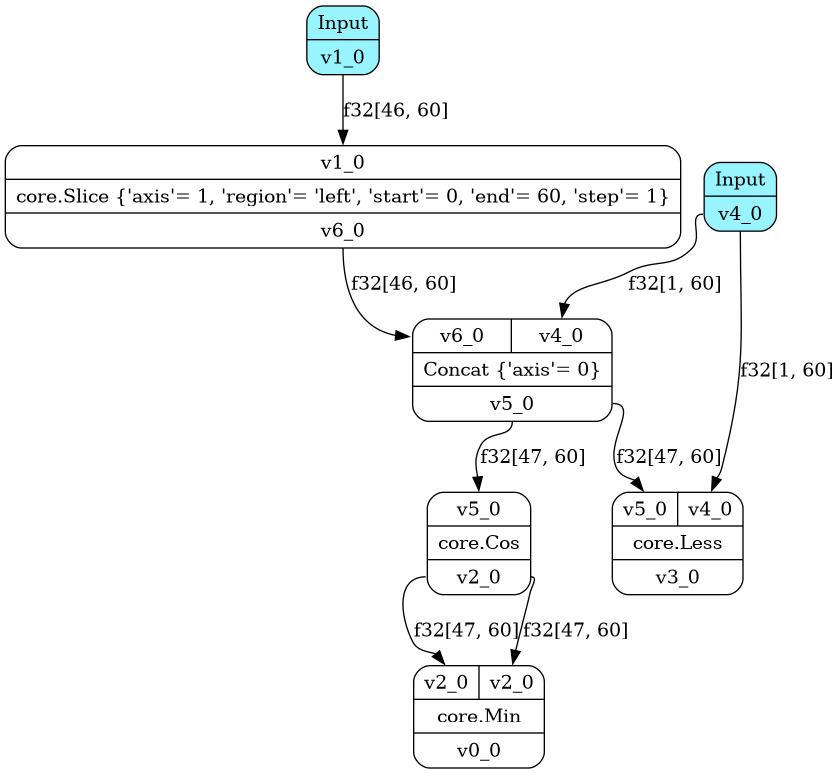 Input
v1_0
f32[46, 60]
v1_0
core.Slice {'axis'= 1, 'region'= 'left', 'start'= 0, 'end'= 60, 'step'= 1}
v6_0
Input
v4_0
f32[46, 60]
f32[1, 60]
v6_0 v4_0
Concat {'axis'= 0}
v5_0
f32[1, 60]
f32[47, 60]
f32[47, 60]
v5_0
core.Cos
v2_0
v5_0 v4_0
core.Less
v3_0
f32[47, 60]
f32[47, 60]
v2_0 v2_0
core.Min
v0_0